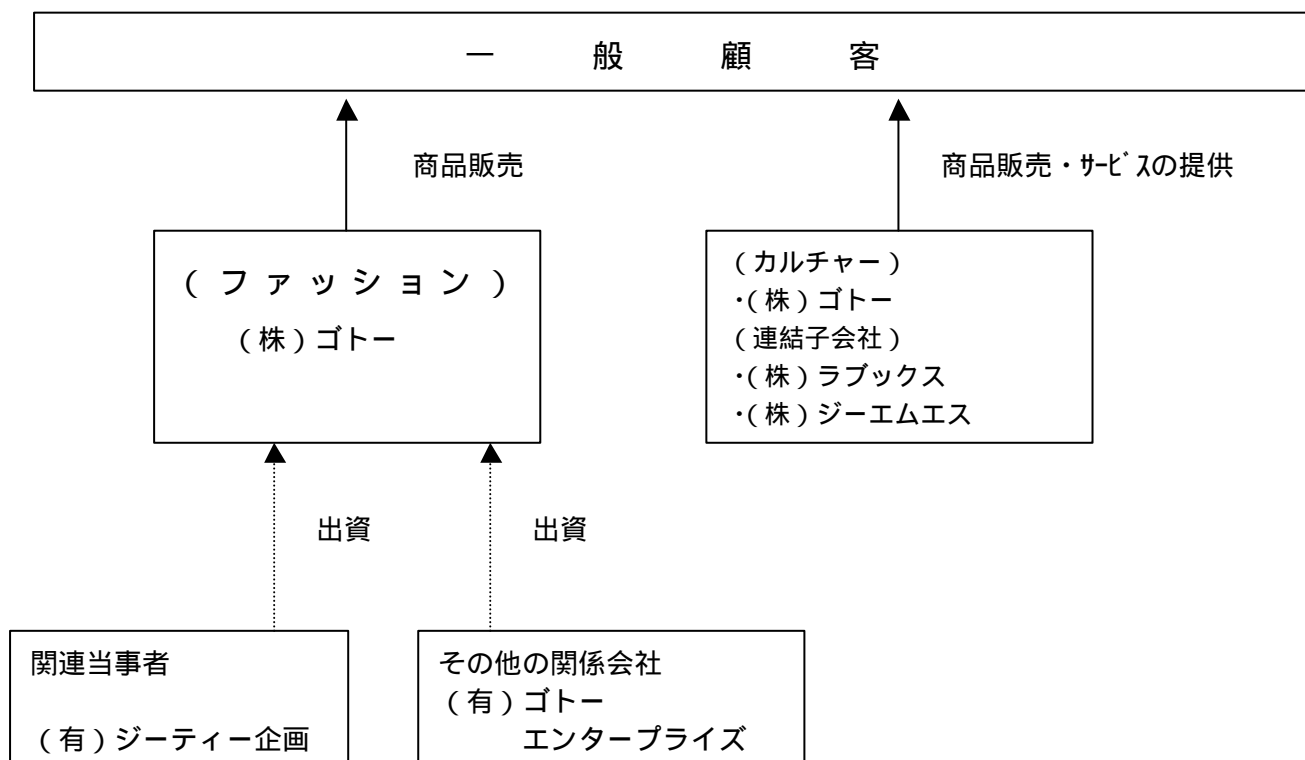 一般顧客
商品販売
商品販売・ｻｰﾋﾞｽの提供
(ファッション)
(株)ゴトー
(カルチャー)
・(株)ゴトー
(連結子会社)
・(株)ラブックス
・(株)ジーエムエス
出資
出資
関連当事者
(有)ジーティー企画
その他の関係会社
(有)ゴトー
エンタープライズ